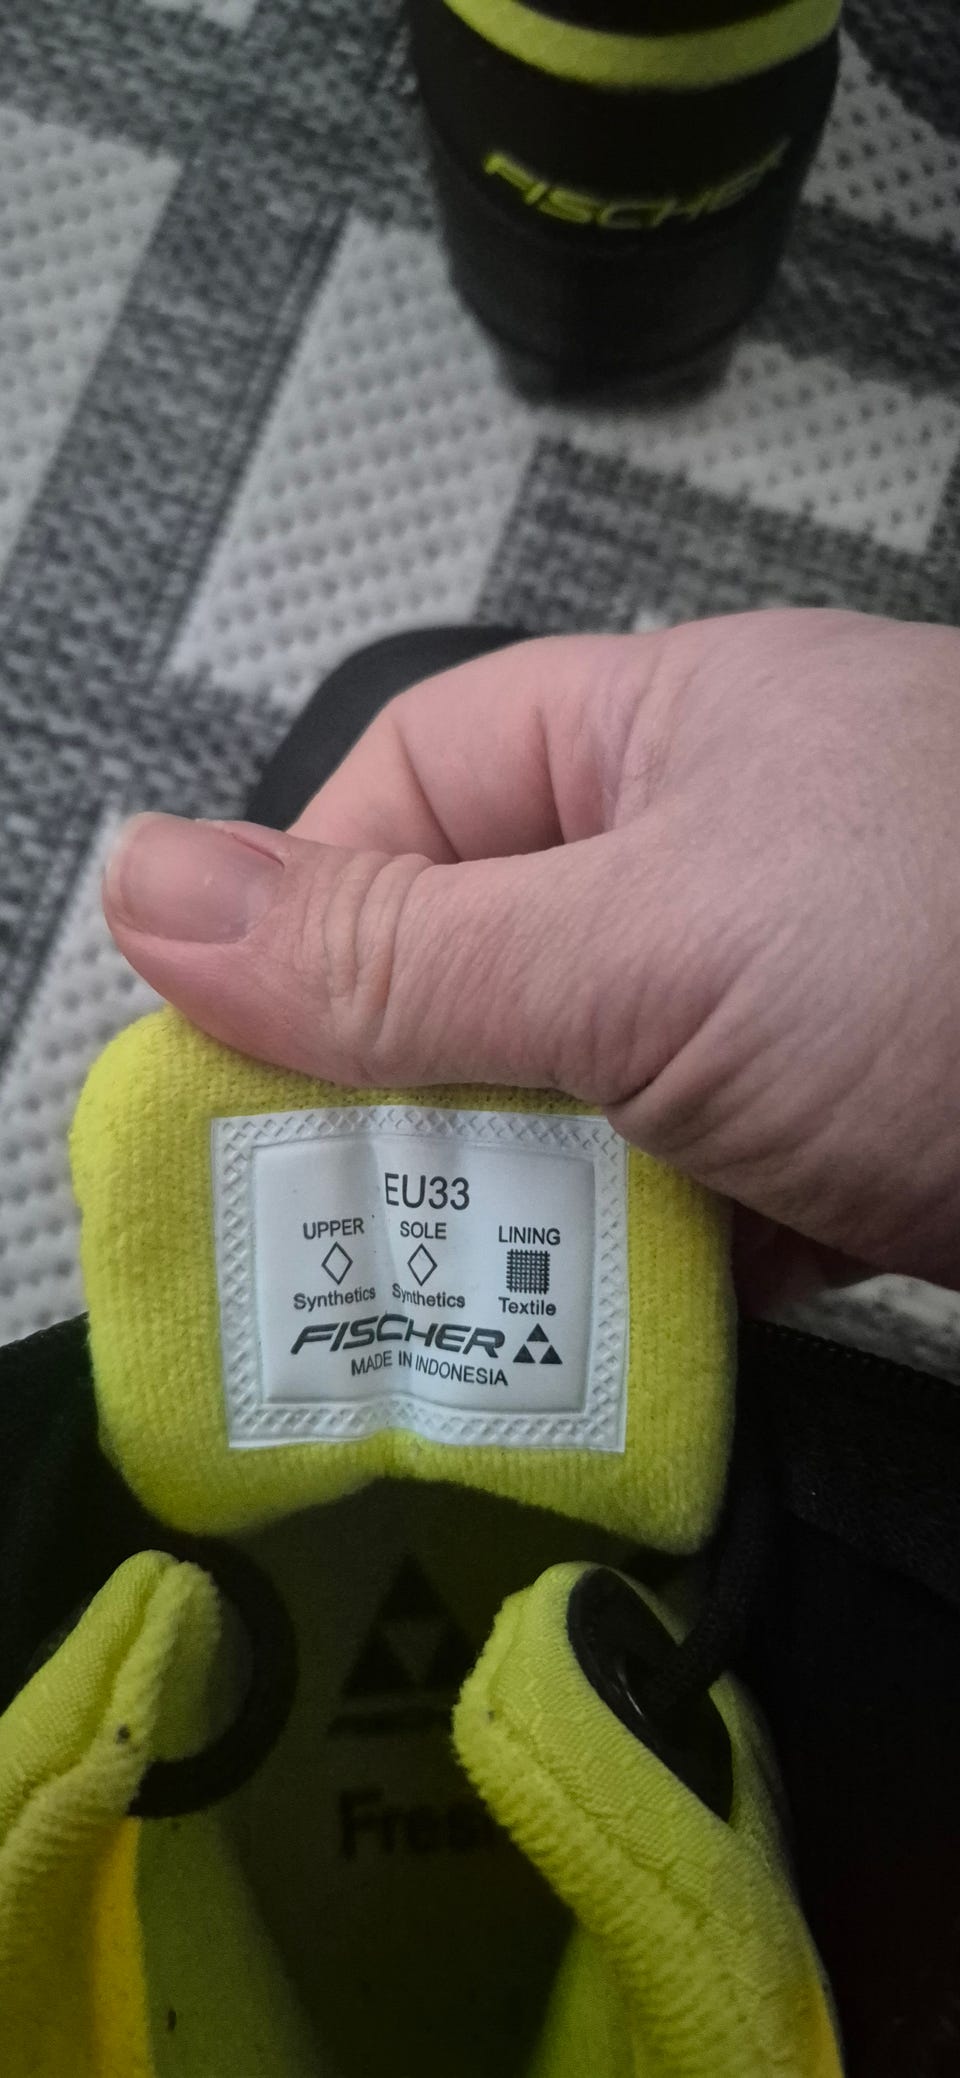 FISCHER
EU33
UPPER SOLE LINING
Synthetics Synthetics Textile
FISCHER
MADE IN INDONESIA